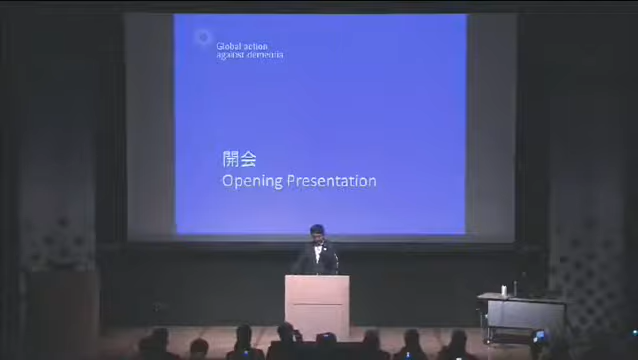 Global action
against dementia
開会
Opening Presentation